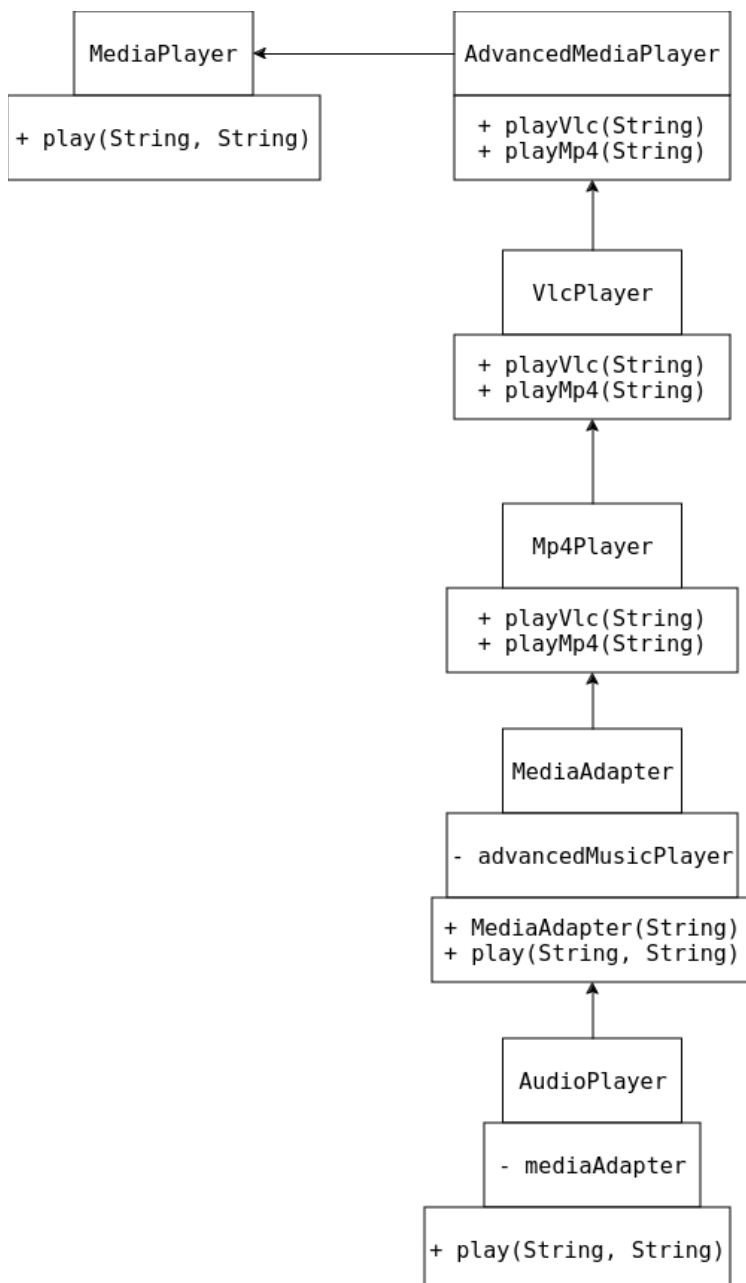 MediaPlayer
+ play(String, String)
AdvancedMediaPlayer
+ playVlc(String)
+ playMp4(String)
VlcPlayer
+ playVlc(String)
+ playMp4(String)
Mp4Player
+ playVlc(String)
+ playMp4(String)
MediaAdapter
- advancedMusicPlayer
+ MediaAdapter(String)
+ play(String, String)
AudioPlayer
- mediaAdapter
+ play(String, String)